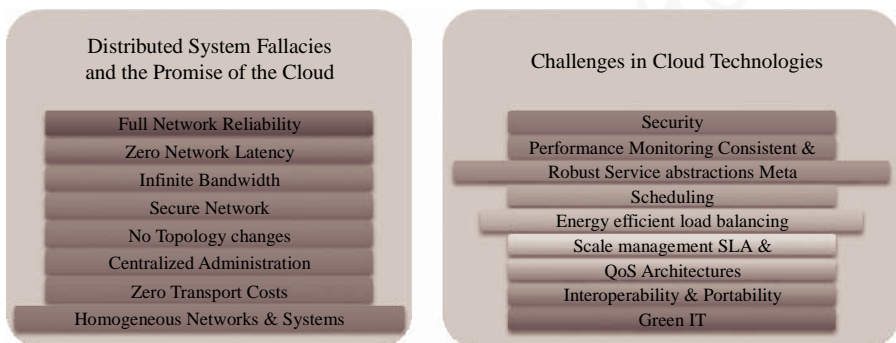 Distributed System Fallacies
and the Promise of the Cloud
Full Network Reliability
Zero Network Latency
Infinite Bandwidth
Secure Network
No Topology changes
Centralized Administration
Zero Transport Costs
Homogeneous Networks & Systems
Challenges in Cloud Technologies
Security
Performance Monitoring Consistent &
Robust Service abstractions Meta
Scheduling
Energy efficient load balancing
Scale management SLA &
QoS Architectures
Interoperability & Portability
Green IT